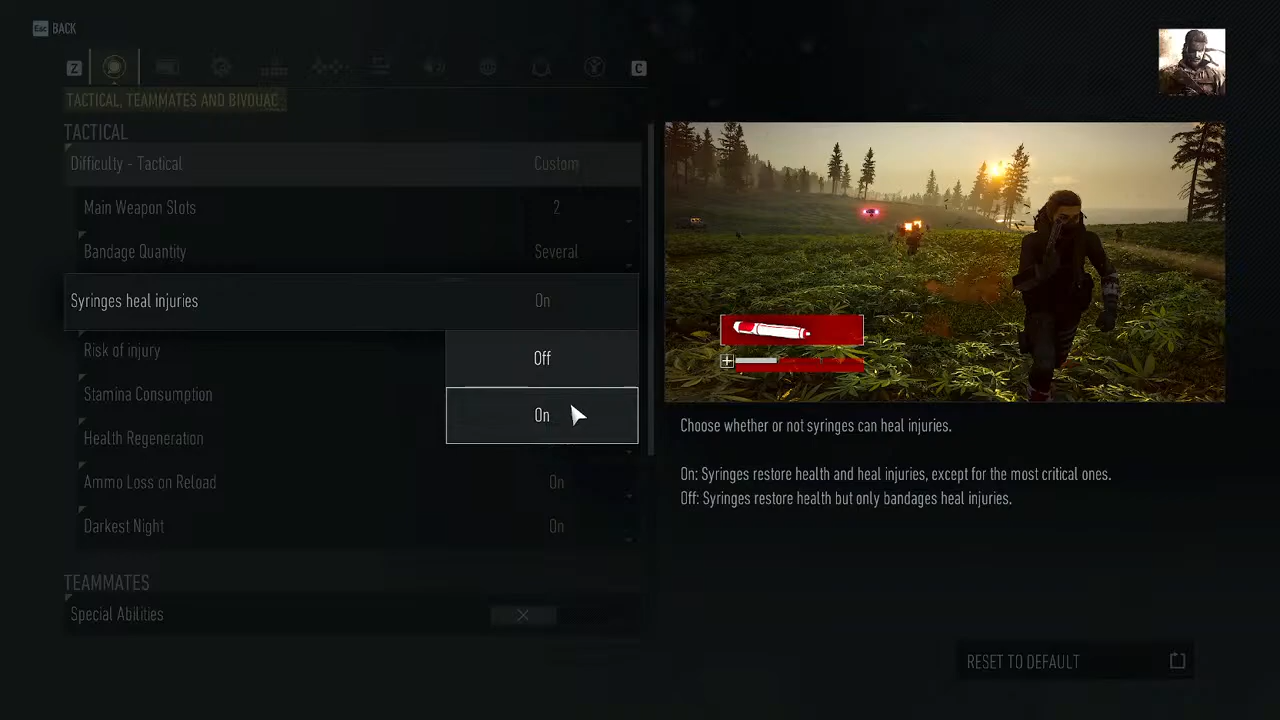 Esc BACK
Z C
TACTICAL, TEAMMATES AND BIVOUAC
TACTICAL
Difficulty - Tactical Custom
Main Weapon Slots 2
Bandage Quantity Several
Syringes heal injuries On
Risk of injury
Off
Stamina Consumption
On
Health Regeneration
Ammo Loss on Reload On
Darkest Night On
TEAMMATES
Special Abilities
Choose whether or not syringes can heal injuries.
On: Syringes restore health and heal injuries, except for the most critical ones.
Off: Syringes restore health but only bandages heal injuries.
RESET TO DEFAULT